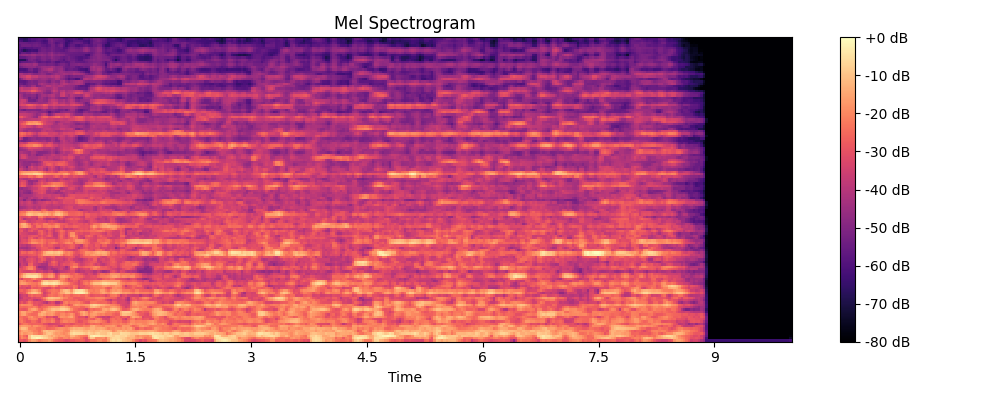 Mel Spectrogram
+0 dB
-10 dB
-20 dB
-30 dB
-40 dB
-50 dB
-60 dB
-70 dB
-80 dB
0 1.5 3 4.5 6 7.5 9
Time